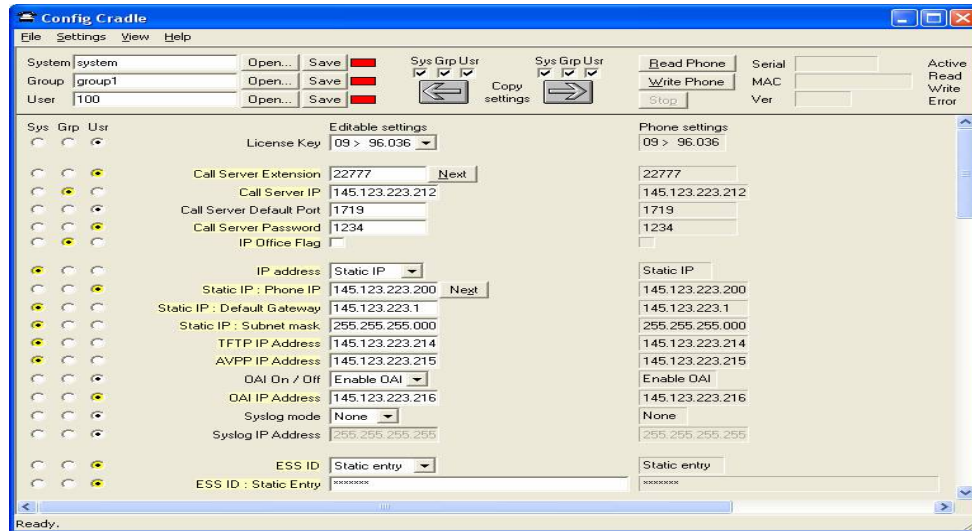 Config Cradle
File Settings View Help
System system Open... Save Sys Grp Usr Sys Grp Usr Read Phone Serial Active
Group group1 Open... Save Copy settings Write Phone MAC Read
User 100 Open... Save Stop Ver Write
Error
Sys Grp Usr Editable settings Phone settings
License Key 09 > 96.036 09 > 96.036
Call Server Extension 22777 Next 22777
Call Server IP 145.123.223.212 145.123.223.212
Call Server Default Port 1719 1719
Call Server Password 1234 1234
IP Office Flag
IP address Static IP Static IP
Static IP : Phone IP 145.123.223.200 Next 145.123.223.200
Static IP : Default Gateway 145.123.223.1 145.123.223.1
Static IP : Subnet mask 255.255.255.000 255.255.255.000
TFTP IP Address 145.123.223.214 145.123.223.214
AVPP IP Address 145.123.223.215 145.123.223.215
OAI On / Off Enable OAI Enable OAI
OAI IP Address 145.123.223.216 145.123.223.216
Syslog mode None None
Syslog IP Address 255.255.255.255 255.255.255.255
ESS ID Static entry Static entry
ESS ID : Static Entry ******* *******
Ready.